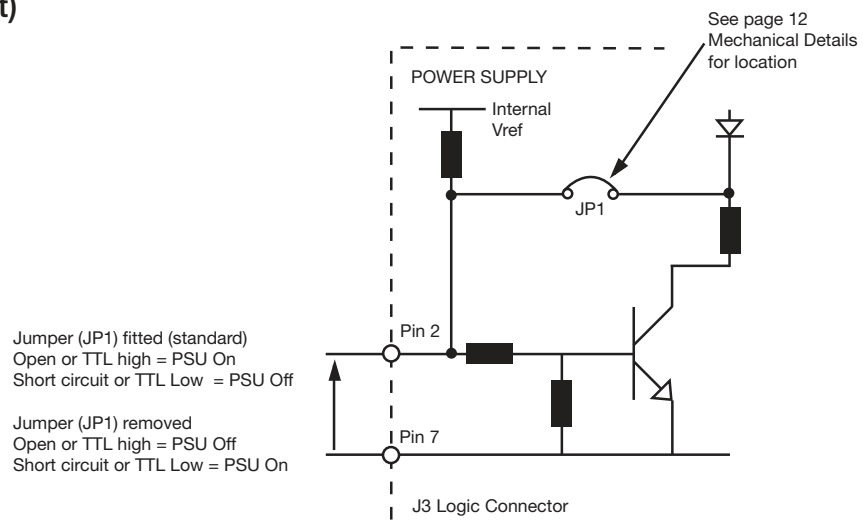 t)
See page 12
Mechanical Details
for location
POWER SUPPLY
Internal
Vref
JP1
Pin 2
Jumper (JP1) fitted (standard)
Open or TTL high = PSU On
Short circuit or TTL Low = PSU Off
Jumper (JP1) removed
Open or TTL high = PSU Off
Short circuit or TTL Low = PSU On
Pin 7
J3 Logic Connector